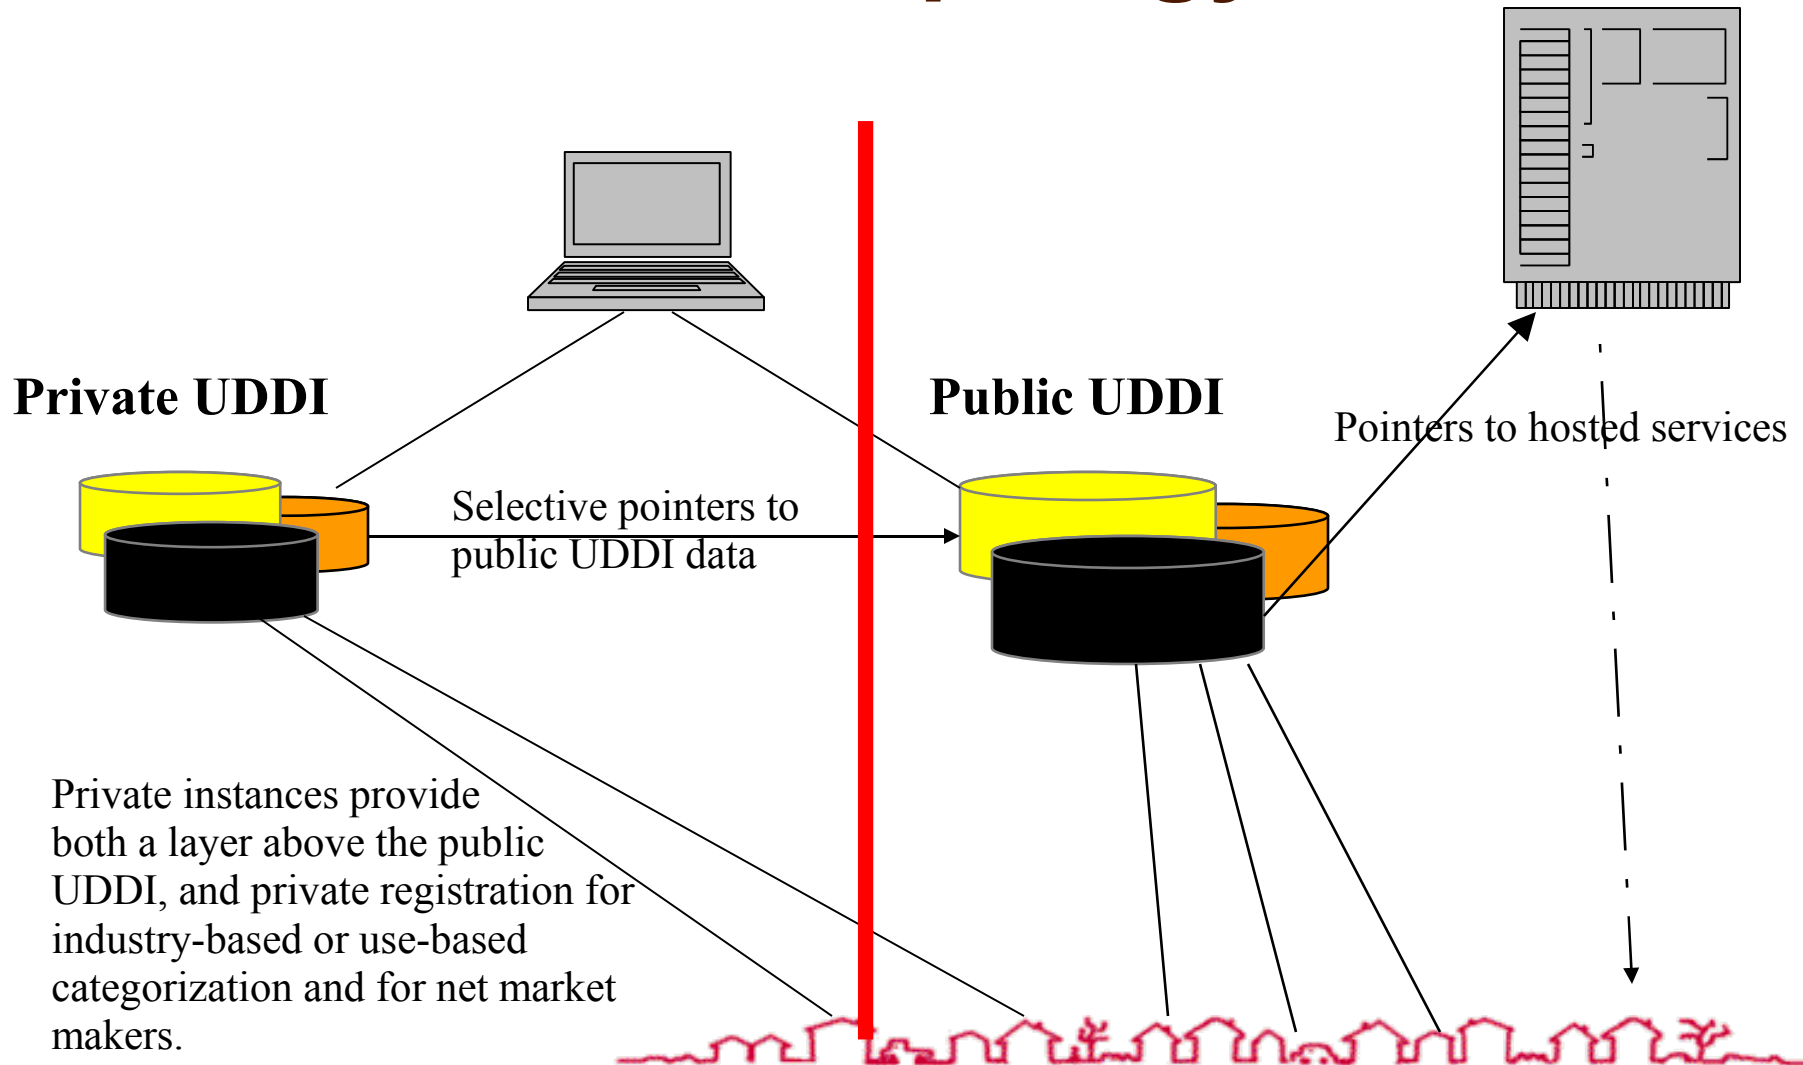 Private UDDI
Public UDDI
Pointers to hosted services
Selective pointers to
public UDDI data
Private instances provide
both a layer above the public
UDDI, and private registration for
industry-based or use-based
categorization and for net market
makers.